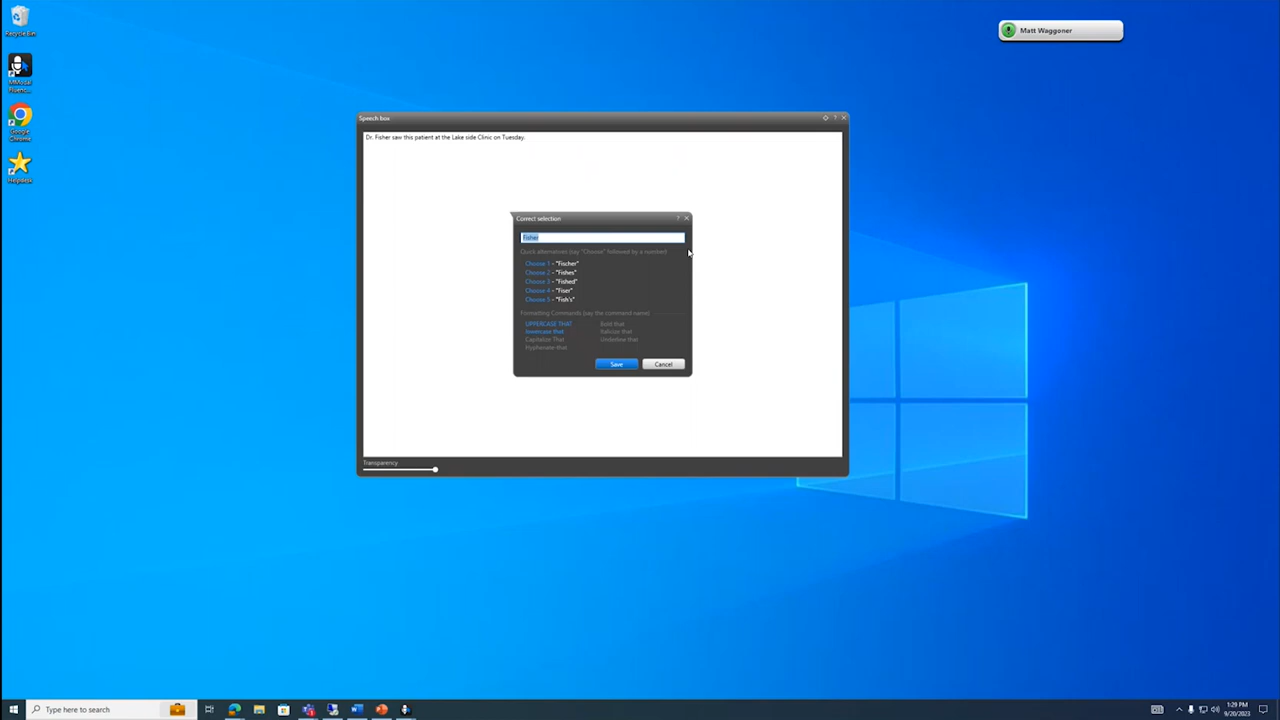 Recycle Bin
Matt Waggoner
MModal
Fluenc...
Google
Chrome
Helpdesk
Speech box
?
Dr. Fisher saw this patient at the Lake side Clinic on Tuesday.
Correct selection
?
Fisher
Quick alternatives (say "Choose" followed by a number)
Choose 1 - "Fischer"
Choose 2 - "Fishes"
Choose 3 - "Fished"
Choose 4 - "Fiser"
Choose 5 - "Fish's"
Formatting Commands (say the command name)
UPPERCASE THAT Bold that
lowercase that Italicize that
Capitalize That Underline that
Hyphenate that
Save Cancel
Transparency
Type here to search
1:29 PM
9/20/2023